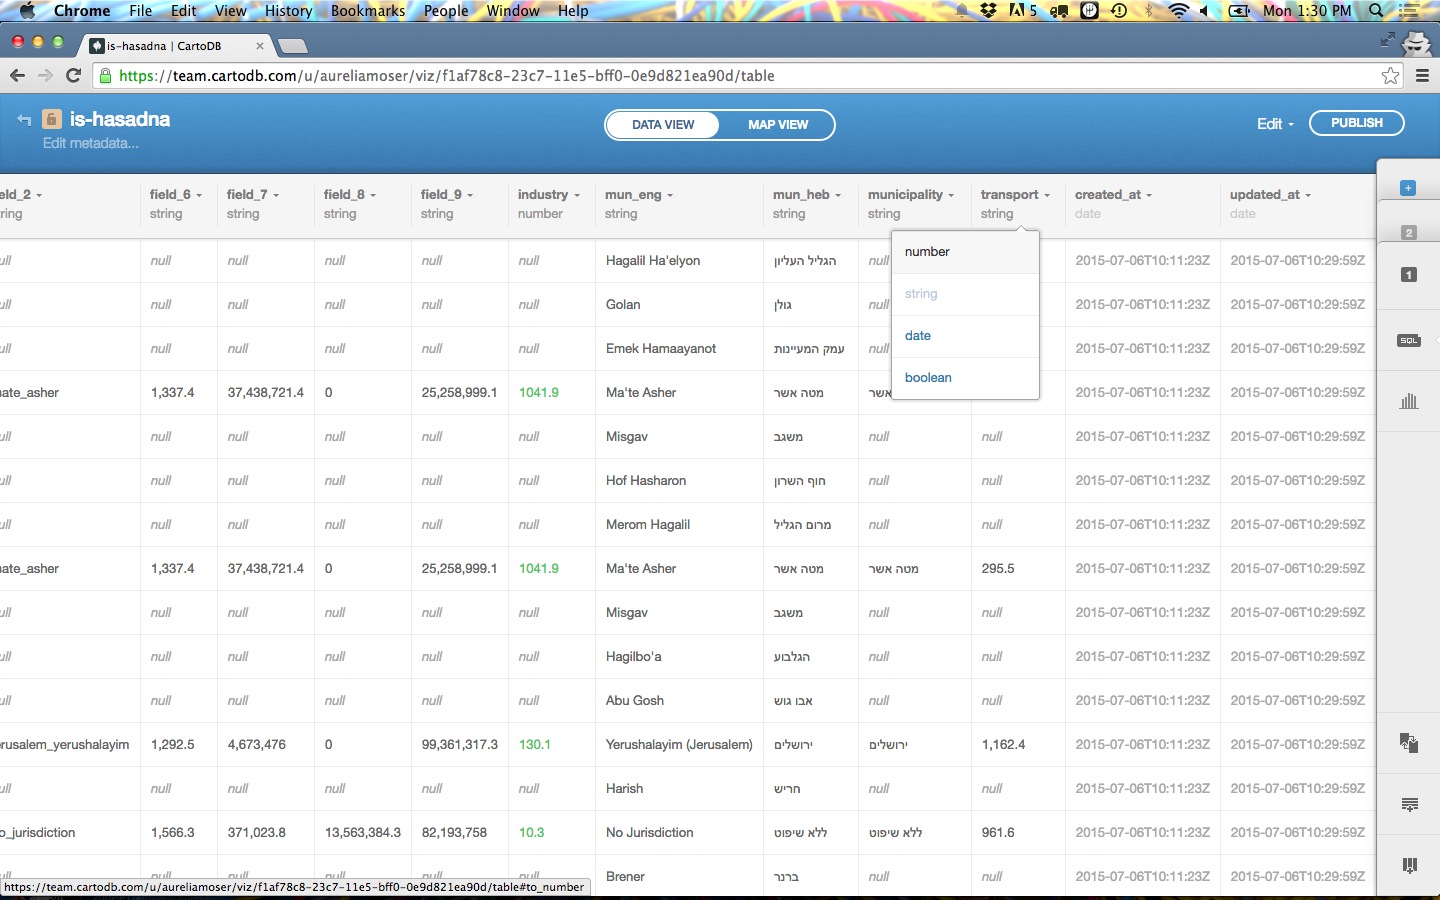 Chrome File Edit View History Bookmarks People Window Help 5 Mon 1:30 PM
is-hasadna | CartoDB
https://team.cartodb.com/u/aureliamoser/viz/f1af78c8-23c7-11e5-bff0-0e9d821ea90d/table
is-hasadna DATA VIEW MAP VIEW Edit PUBLISH
Edit metadata...
eld_2 field_6 field_7 field_8 field_9 industry mun_eng mun_heb municipality transport created_at updated_at
ring string string string string number string string string string date date
ull null null null null null Hagalil Ha'elyon הגליל העליון null number 2015-07-06T10:11:23Z 2015-07-06T10:29:59Z
ull null null null null null Golan גולן null string 2015-07-06T10:11:23Z 2015-07-06T10:29:59Z
ull null null null null null Emek Hamaayanot עמק המעיינות null date 2015-07-06T10:11:23Z 2015-07-06T10:29:59Z
ate_asher 1,337.4 37,438,721.4 0 25,258,999.1 1041.9 Ma'te Asher מטה אשר אשר boolean 2015-07-06T10:11:23Z 2015-07-06T10:29:59Z
ull null null null null null Misgav משגב null null 2015-07-06T10:11:23Z 2015-07-06T10:29:59Z
ull null null null null null Hof Hasharon חוף השרון null null 2015-07-06T10:11:23Z 2015-07-06T10:29:59Z
ull null null null null null Merom Hagalil מרום הגליל null null 2015-07-06T10:11:23Z 2015-07-06T10:29:59Z
ate_asher 1,337.4 37,438,721.4 0 25,258,999.1 1041.9 Ma'te Asher מטה אשר מטה אשר 295.5 2015-07-06T10:11:23Z 2015-07-06T10:29:59Z
ull null null null null null Misgav משגב null null 2015-07-06T10:11:23Z 2015-07-06T10:29:59Z
ull null null null null null Hagilbo'a הגלבוע null null 2015-07-06T10:11:23Z 2015-07-06T10:29:59Z
ull null null null null null Abu Gosh אבו גוש null null 2015-07-06T10:11:23Z 2015-07-06T10:29:59Z
erusalem_yerushalayim 1,292.5 4,673,476 0 99,361,317.3 130.1 Yerushalayim (Jerusalem) ירושלים ירושלים 1,162.4 2015-07-06T10:11:23Z 2015-07-06T10:29:59Z
ull null null null null null Harish חריש null null 2015-07-06T10:11:23Z 2015-07-06T10:29:59Z
o_jurisdiction 1,566.3 371,023.8 13,563,384.3 82,193,758 10.3 No Jurisdiction ללא שיפוט ללא שיפוט 961.6 2015-07-06T10:11:23Z 2015-07-06T10:29:59Z
Brener ברנר null null 2015-07-06T10:11:23Z 2015-07-06T10:29:59Z
https://team.cartodb.com/u/aureliamoser/viz/f1af78c8-23c7-11e5-bff0-0e9d821ea90d/table#to_number
2
1
SQL